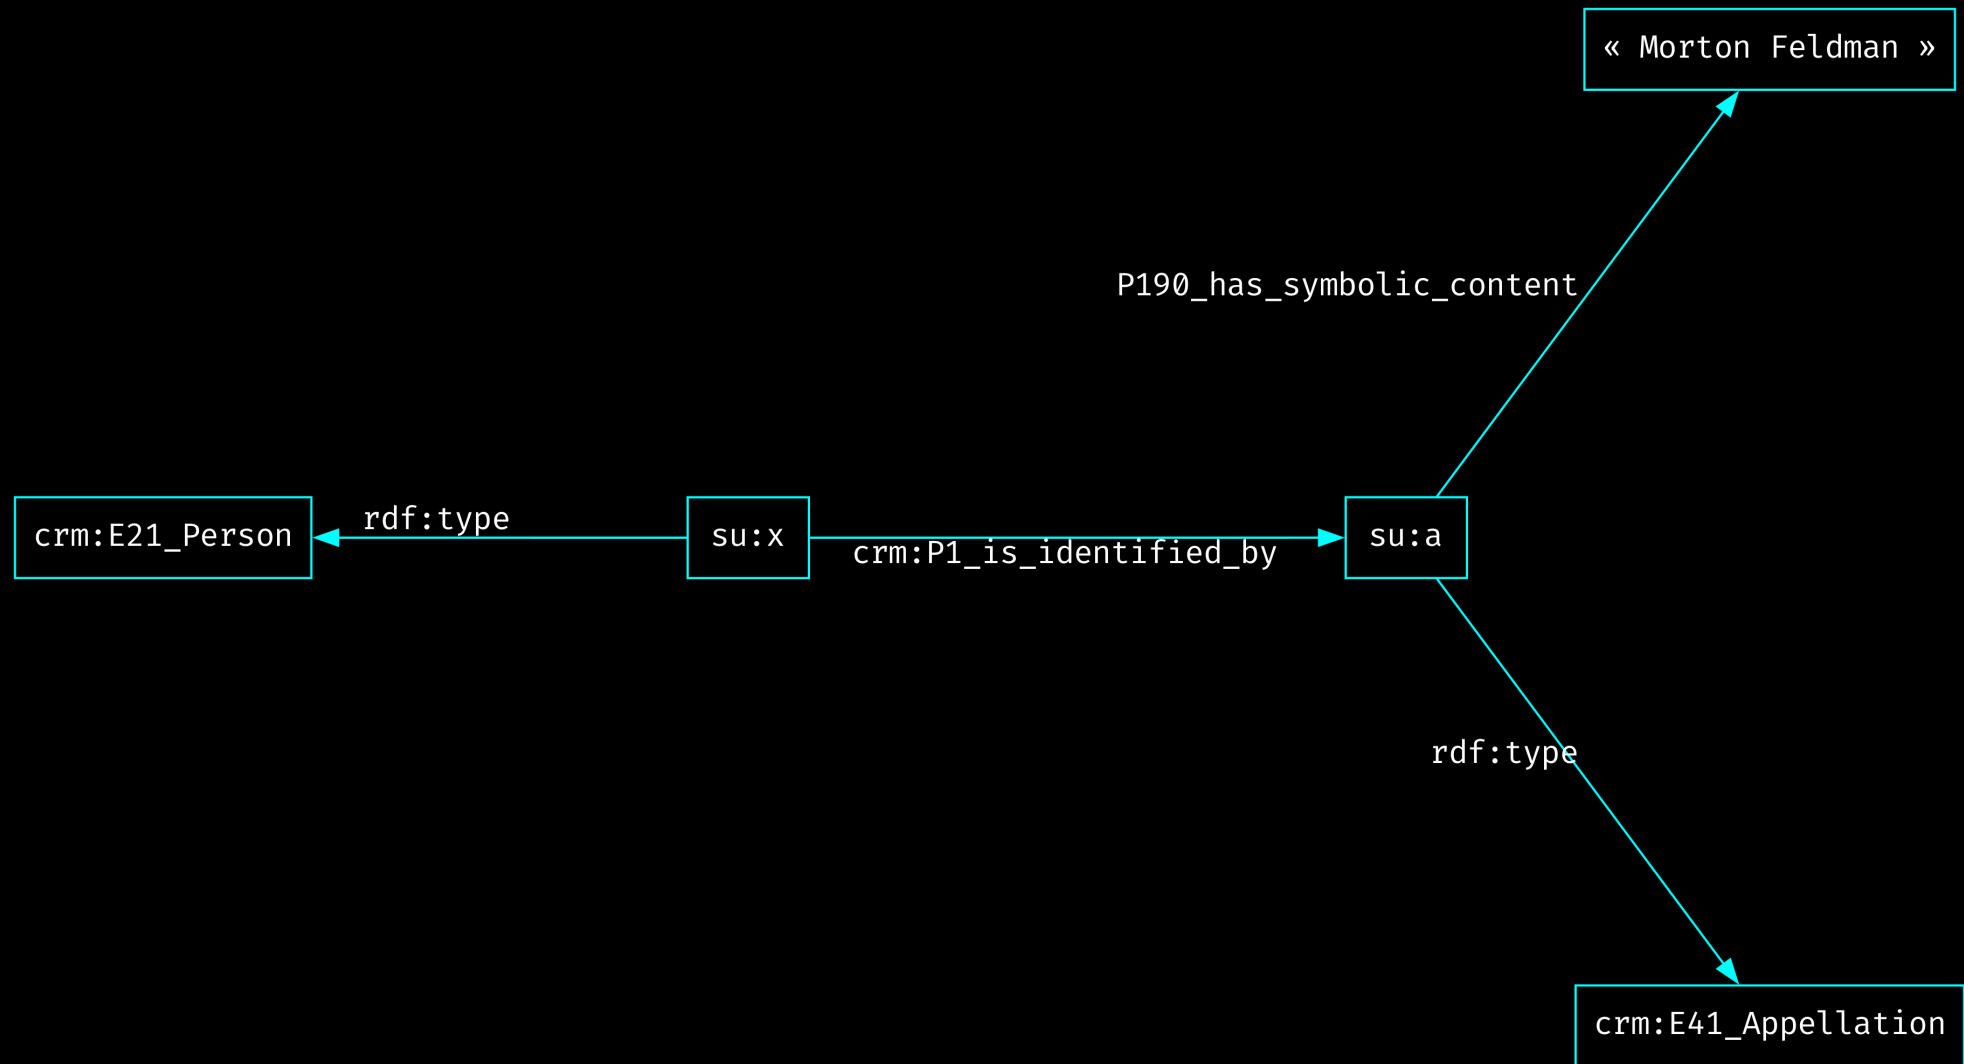 « Morton Feldman »
P190_has_symbolic_content
rdf:type
crm:E21_Person
su:x
su:a
crm:P1_is_identified_by
rdf:type
crm:E41_Appellation